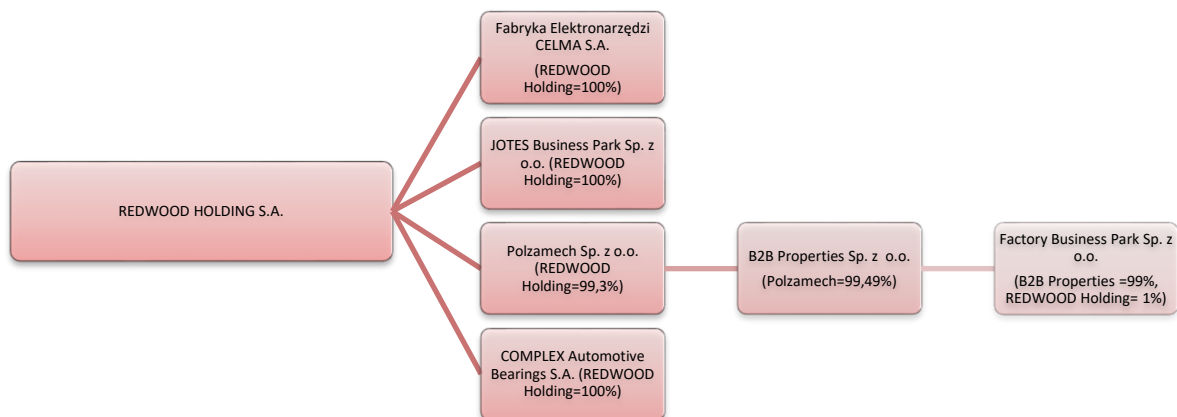 Fabryka Elektronarzędzi
CELMA S.A.
(REDWOOD
Holding=100%)
JOTES Business Park Sp. z
o.o. (REDWOOD
Holding=100%)
REDWOOD HOLDING S.A.
Polzamech Sp. z o.o.
(REDWOOD
Holding=99,3%)
B2B Properties Sp. z o.o.
(Polzamech=99,49%)
Factory Business Park Sp. z
o.o.
(B2B Properties =99%,
REDWOOD Holding= 1%)
COMPLEX Automotive
Bearings S.A. (REDWOOD
Holding=100%)